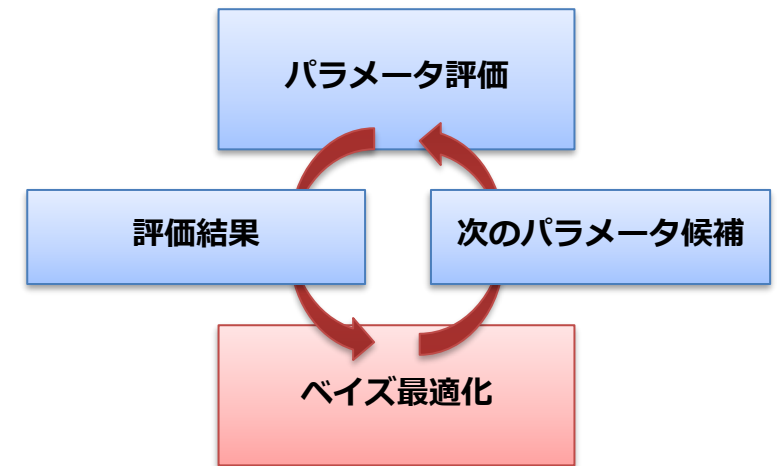 パラメータ評価
評価結果
次のパラメータ候補
ベイズ最適化